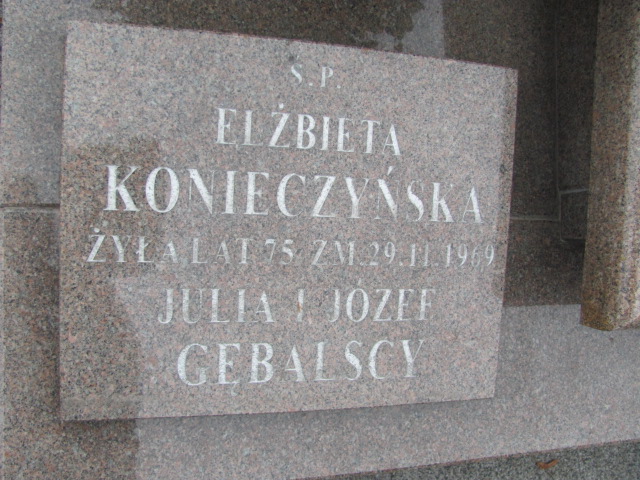 Ś.P.
ELŻBIETA
KONIECZYŃSKA
ŻYŁA LAT 75 ZM. 29.11.1969
JULIA I JÓZEF
GĘBALSCY